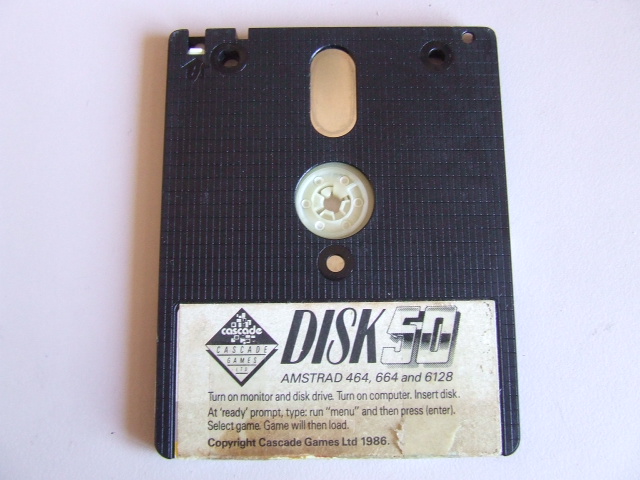 cascade
CASCADE
GAMES
LTD
DISK 50
AMSTRAD 464, 664 and 6128
Turn on monitor and disk drive. Turn on computer. Insert disk.
At 'ready' prompt, type: run "menu" and then press (enter).
Select game. Game will then load.
Copyright Cascade Games Ltd 1986.